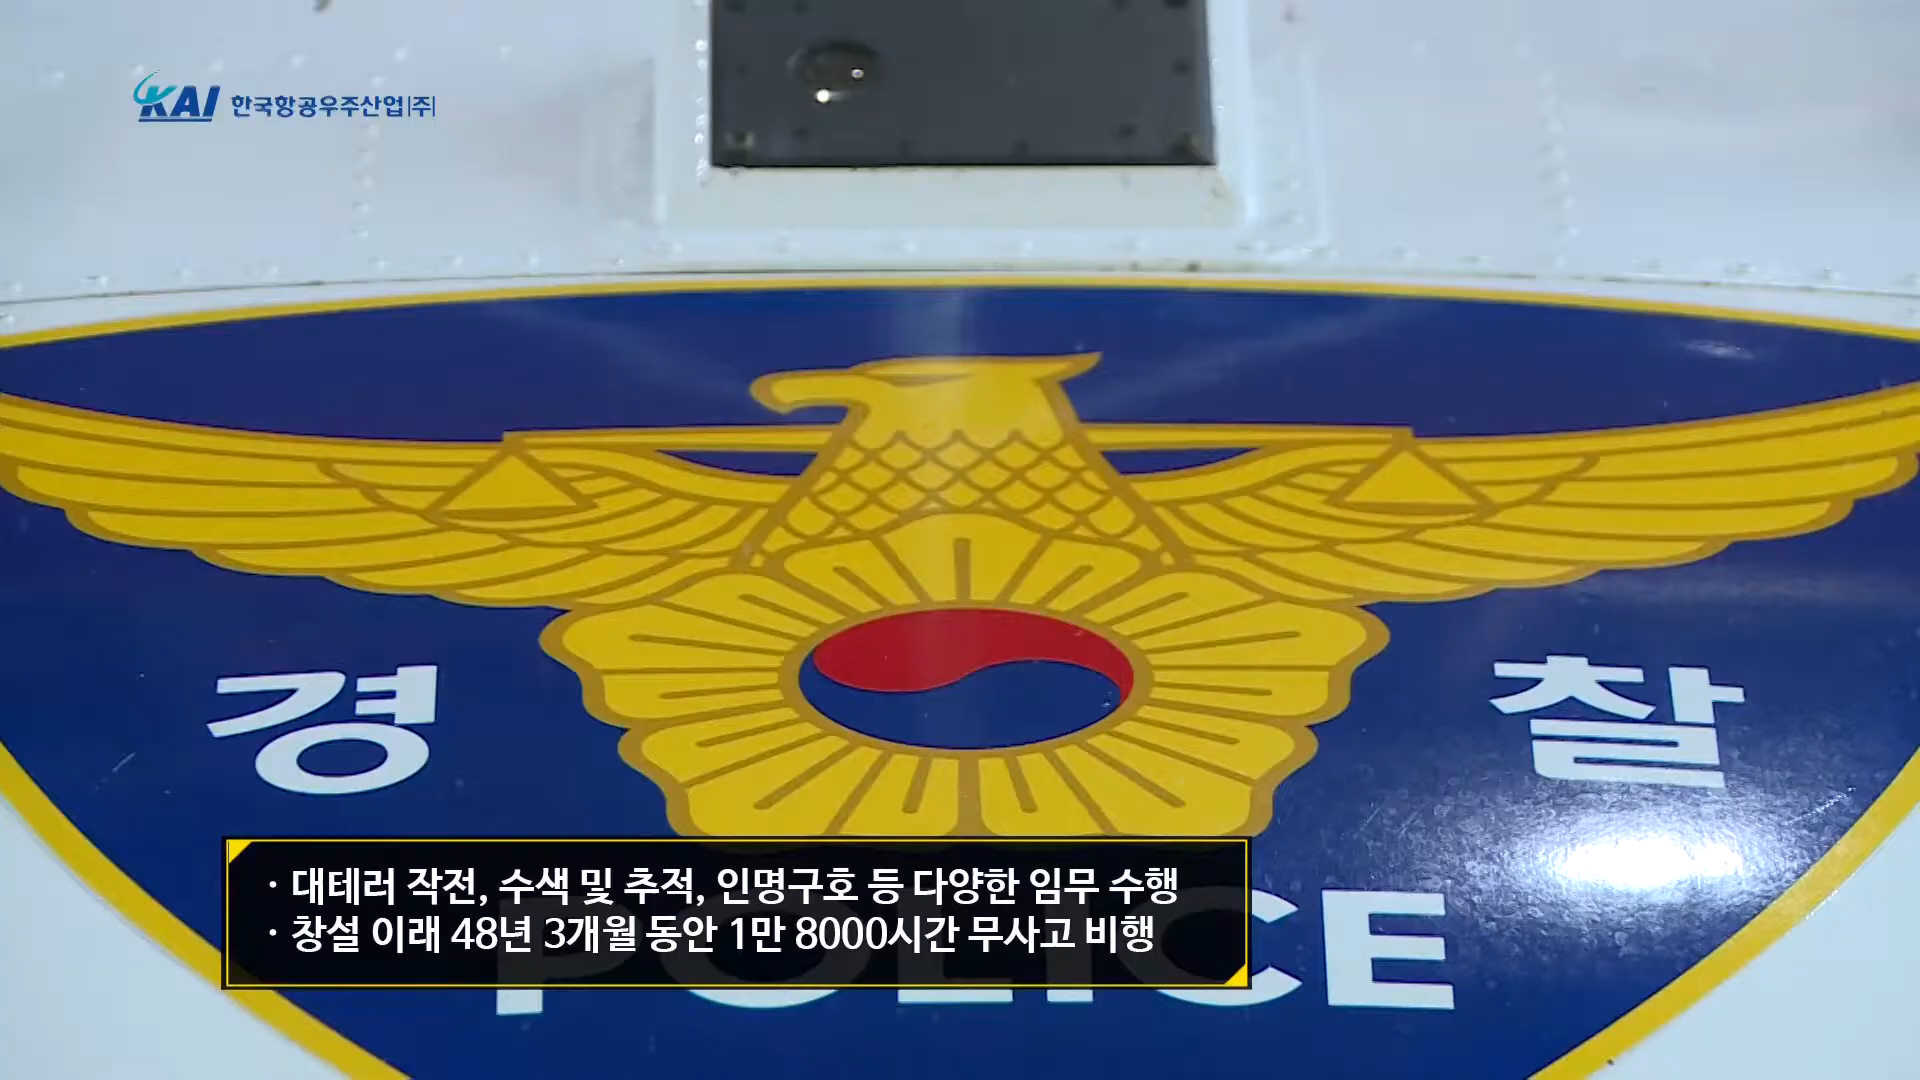 KAI 한국항공우주산업(주)
경 찰
POLICE
· 대테러 작전, 수색 및 추적, 인명구호 등 다양한 임무 수행
· 창설 이래 48년 3개월 동안 1만 8000시간 무사고 비행